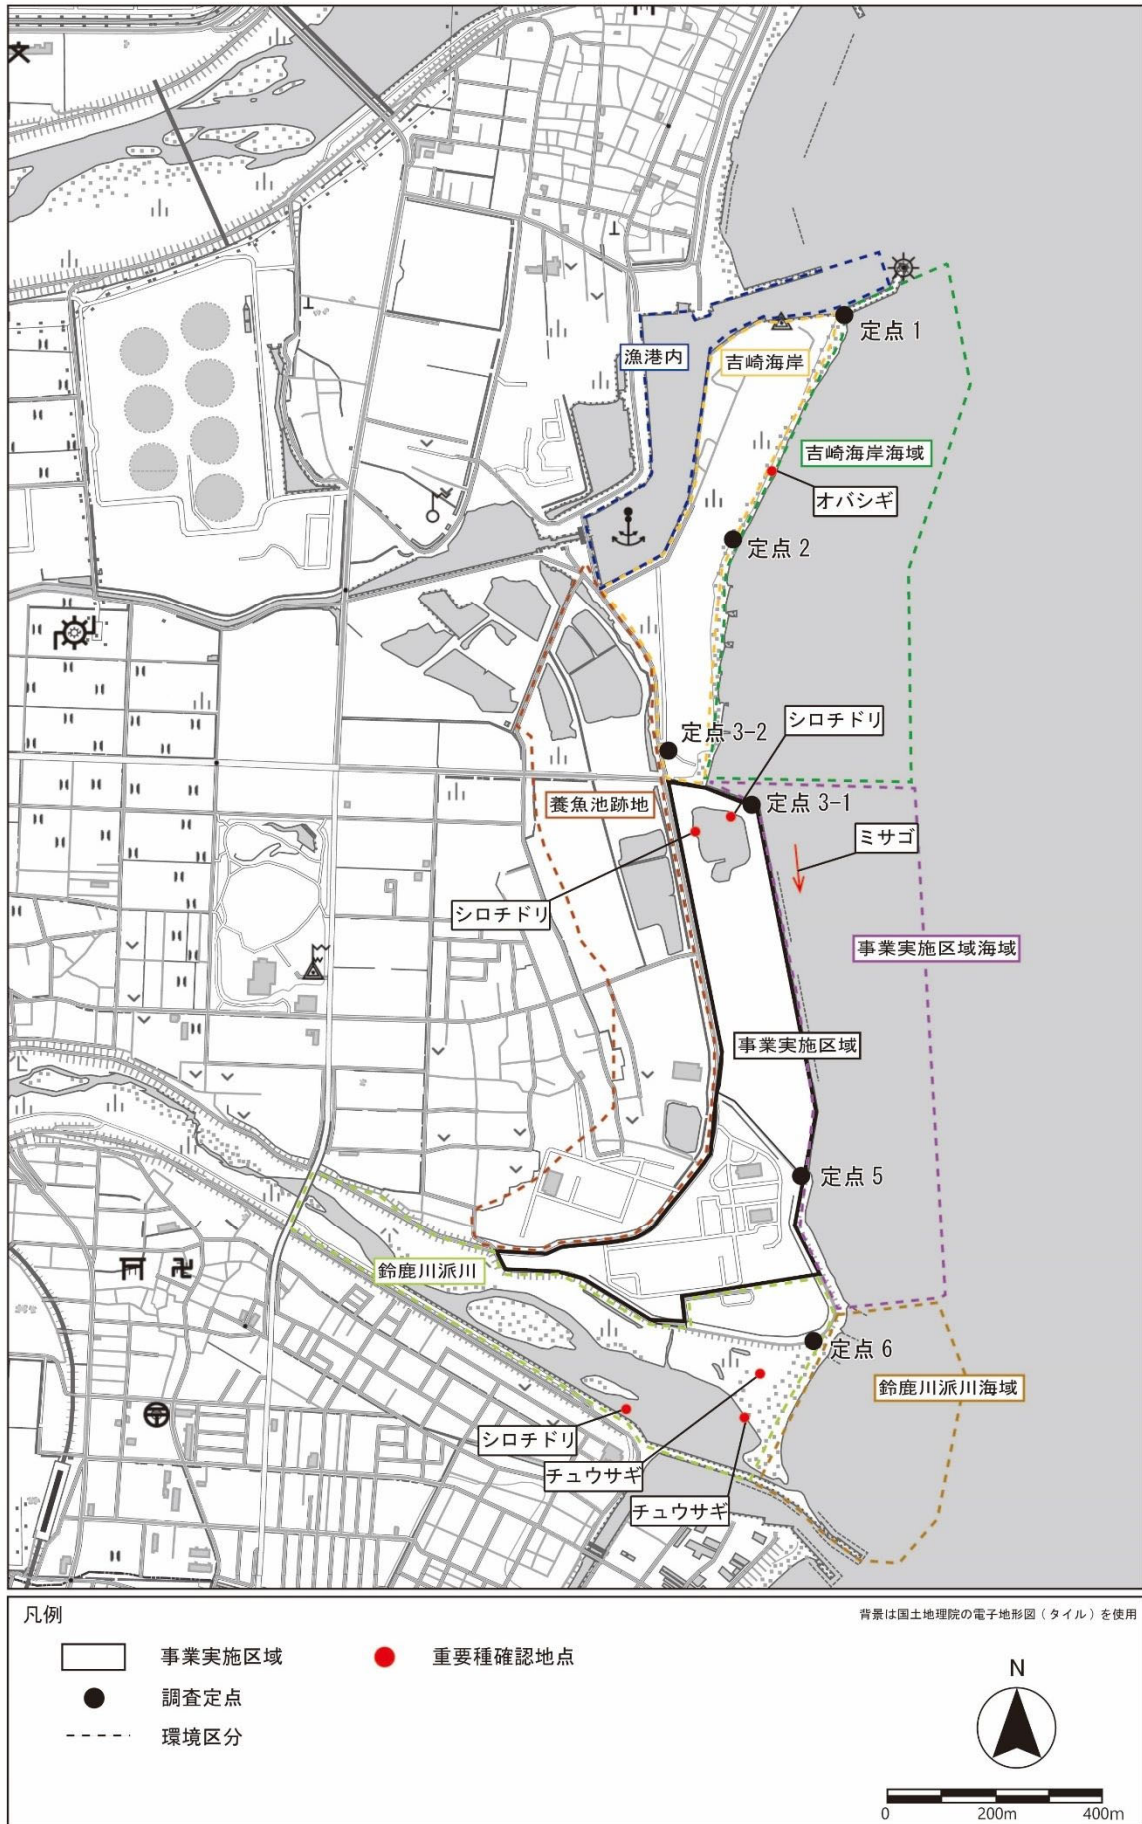 定点 1
漁港内
吉崎海岸
吉崎海岸海域
オバシギ
定点 2
シロチドリ
定点 3-2
養魚池跡地
定点 3-1
ミサゴ
シロチドリ
事業実施区域海域
事業実施区域
定点 5
鈴鹿川派川
定点 6
鈴鹿川派川海域
シロチドリ
チュウサギ
チュウサギ
凡例
背景は国土地理院の電子地形図(タイル)を使用
事業実施区域
重要種確認地点
調査定点
環境区分
N
0 200m 400m